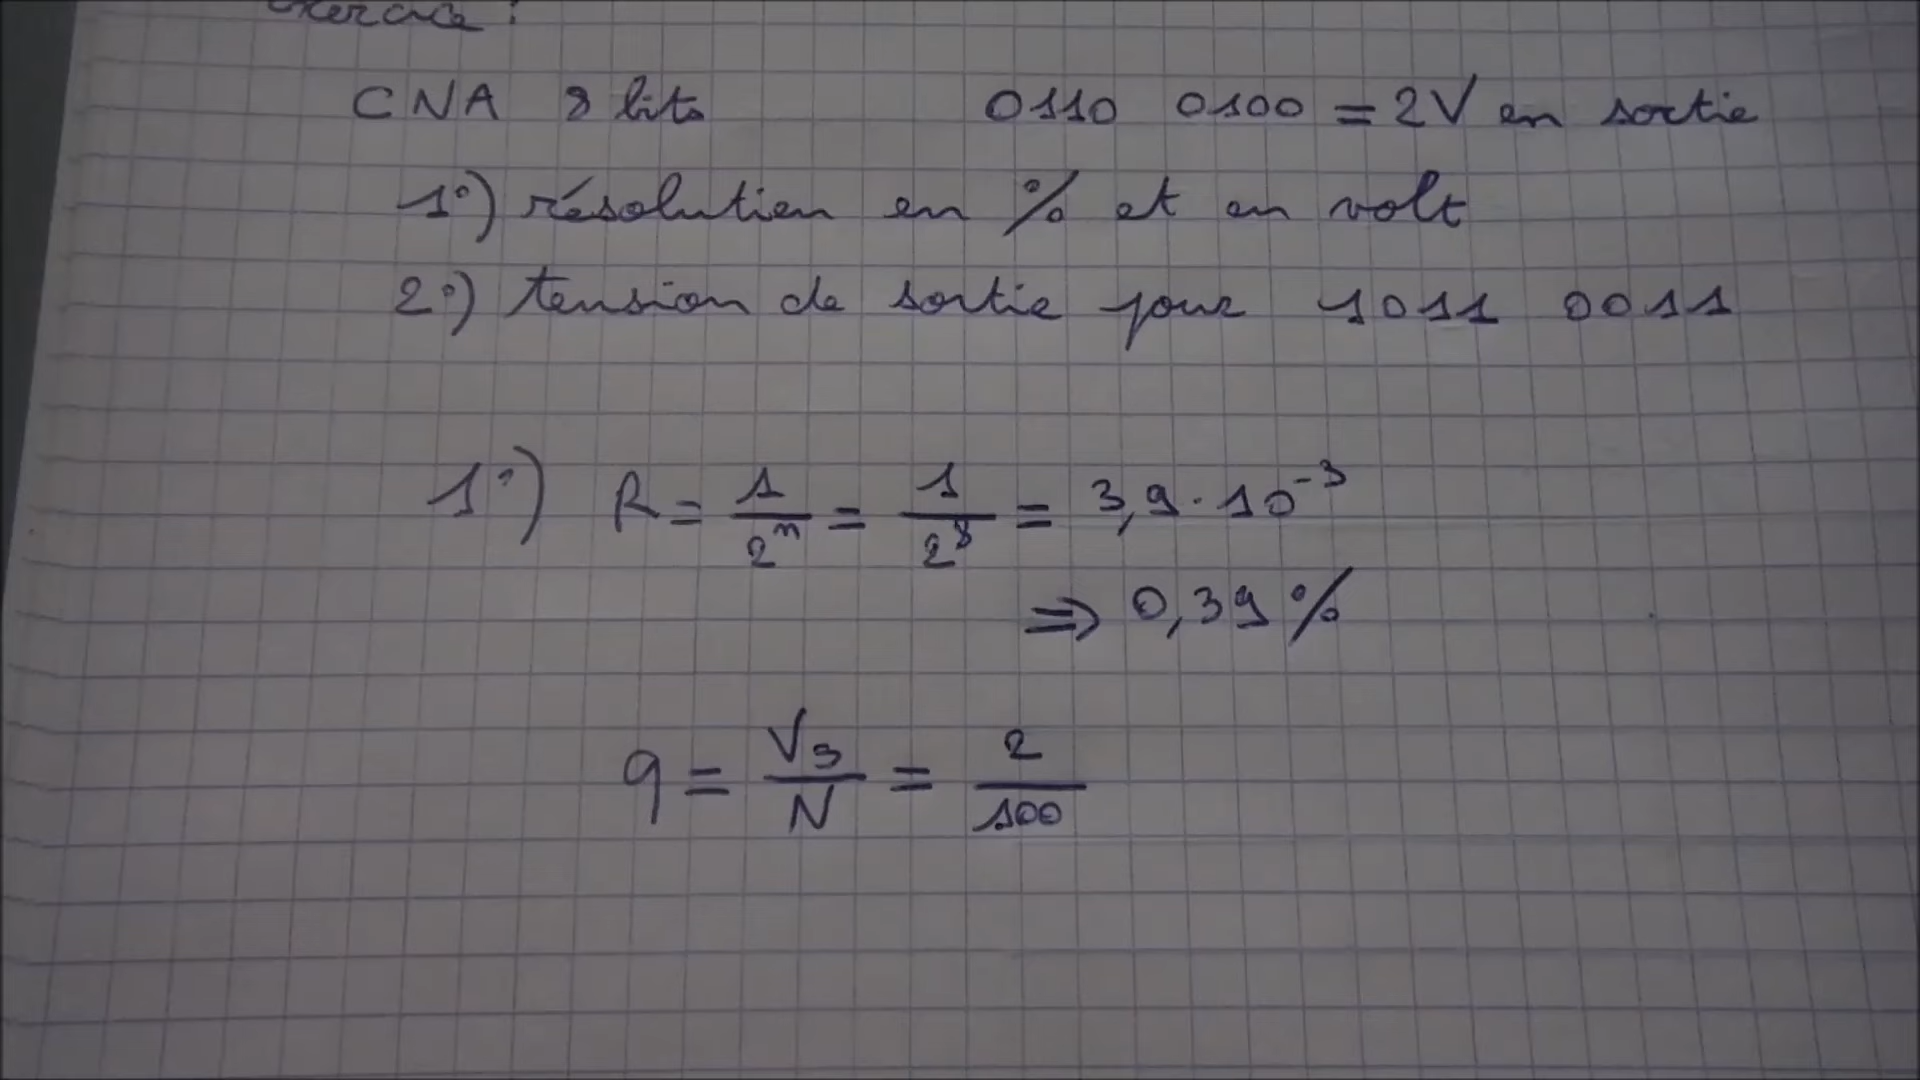 exercice :
CNA 8 bits 0110 0100 = 2V en sortie
1°) résolution en % et en volt
2°) tension de sortie pour 1011 0011
1°) R = 1/2^n = 1/2^8 = 3,9 · 10^-3
⇒ 0,39 %
q = Vs/N = 2/100